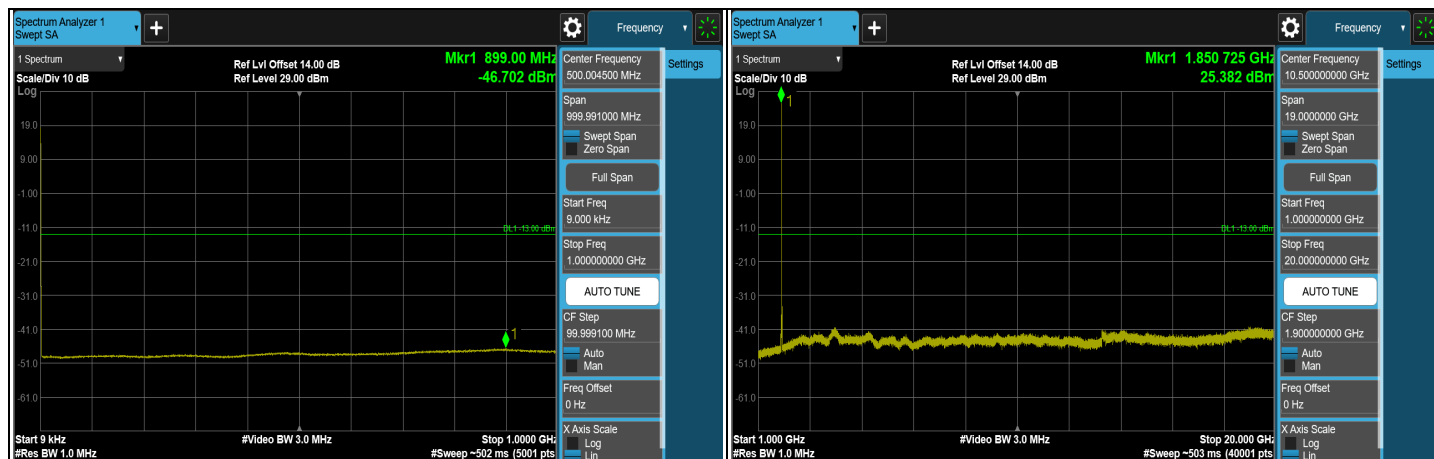 Spectrum Analyzer 1
Swept SA
+
Frequency
1 Spectrum
Scale/Div 10 dB
Ref Lvl Offset 14.00 dB
Ref Level 29.00 dBm
Mkr1 899.00 MHz
-46.702 dBm
Log
19.0
9.00
-1.00
-11.0
-21.0
-31.0
-41.0
-51.0
-61.0
DL1 -13.00 dBm
1
Start 9 kHz
#Res BW 1.0 MHz
#Video BW 3.0 MHz
Stop 1.0000 GHz
#Sweep ~502 ms (5001 pts)
Center Frequency
500.004500 MHz
Span
999.991000 MHz
Swept Span
Zero Span
Full Span
Start Freq
9.000 kHz
Stop Freq
1.000000000 GHz
AUTO TUNE
CF Step
99.999100 MHz
Auto
Man
Freq Offset
0 Hz
X Axis Scale
Log
Lin
Settings
Spectrum Analyzer 1
Swept SA
+
Frequency
1 Spectrum
Scale/Div 10 dB
Ref Lvl Offset 14.00 dB
Ref Level 29.00 dBm
Mkr1 1.850 725 GHz
25.382 dBm
Log
19.0
9.00
-1.00
-11.0
-21.0
-31.0
-41.0
-51.0
-61.0
DL1 -13.00 dBm
1
Start 1.000 GHz
#Res BW 1.0 MHz
#Video BW 3.0 MHz
Stop 20.000 GHz
#Sweep ~503 ms (40001 pts)
Center Frequency
10.50000000 GHz
Span
19.0000000 GHz
Swept Span
Zero Span
Full Span
Start Freq
1.000000000 GHz
Stop Freq
20.000000000 GHz
AUTO TUNE
CF Step
1.900000000 GHz
Auto
Man
Freq Offset
0 Hz
X Axis Scale
Log
Lin
Settings